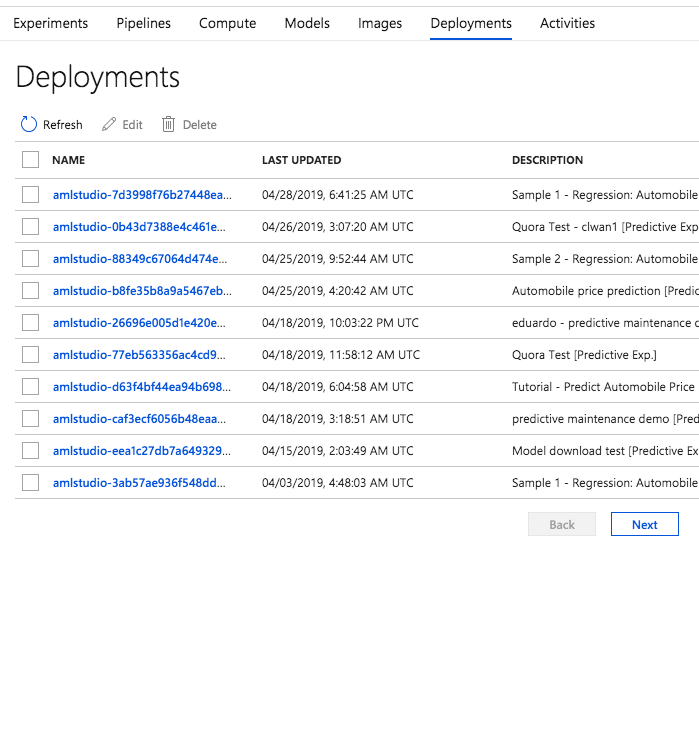 Experiments Pipelines Compute Models Images Deployments Activities
Deployments
Refresh Edit Delete
NAME LAST UPDATED DESCRIPTION
amlstudio-7d3998f76b27448ea... 04/28/2019, 6:41:25 AM UTC Sample 1 - Regression: Automobile
amlstudio-0b43d7388e4c461e... 04/26/2019, 3:07:20 AM UTC Quora Test - clwan1 [Predictive Exp
amlstudio-88349c67064d474e... 04/25/2019, 9:52:44 AM UTC Sample 2 - Regression: Automobile
amlstudio-b8fe35b8a9a5467eb... 04/25/2019, 4:20:42 AM UTC Automobile price prediction [Predic
amlstudio-26696e005d1e420e... 04/18/2019, 10:03:22 PM UTC eduardo - predictive maintenance d
amlstudio-77eb563356ac4cd9... 04/18/2019, 11:58:12 AM UTC Quora Test [Predictive Exp.]
amlstudio-d63f4bf44ea94b698... 04/18/2019, 6:04:58 AM UTC Tutorial - Predict Automobile Price
amlstudio-caf3ecf6056b48eaa... 04/18/2019, 3:18:51 AM UTC predictive maintenance demo [Pred
amlstudio-eea1c27db7a649329... 04/15/2019, 2:03:49 AM UTC Model download test [Predictive Ex
amlstudio-3ab57ae936f548dd... 04/03/2019, 4:48:03 AM UTC Sample 1 - Regression: Automobile
Back Next